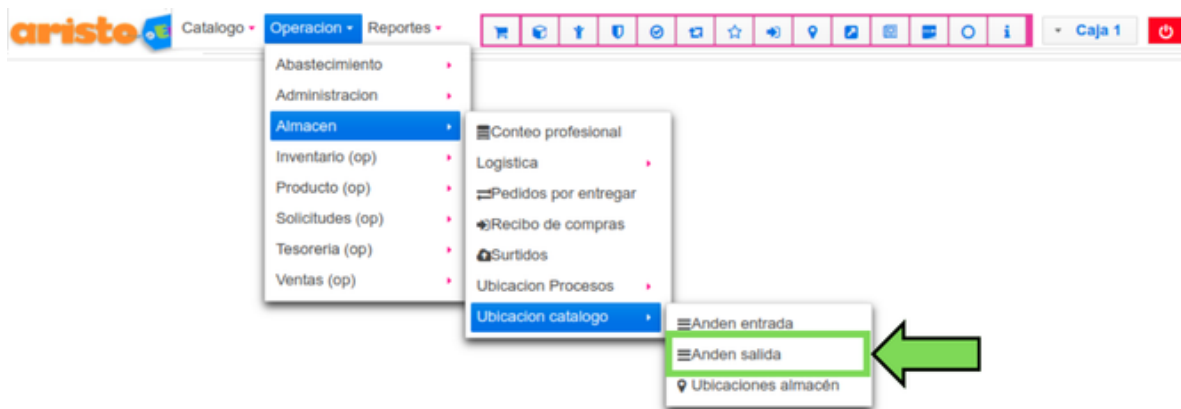 aristo
Catalogo
Operacion
Reportes
Caja 1
Abastecimiento
Administracion
Almacen
Inventario (op)
Producto (op)
Solicitudes (op)
Tesoreria (op)
Ventas (op)
Conteo profesional
Logistica
Pedidos por entregar
Recibo de compras
Surtidos
Ubicacion Procesos
Ubicacion catalogo
Anden entrada
Anden salida
Ubicaciones almacén